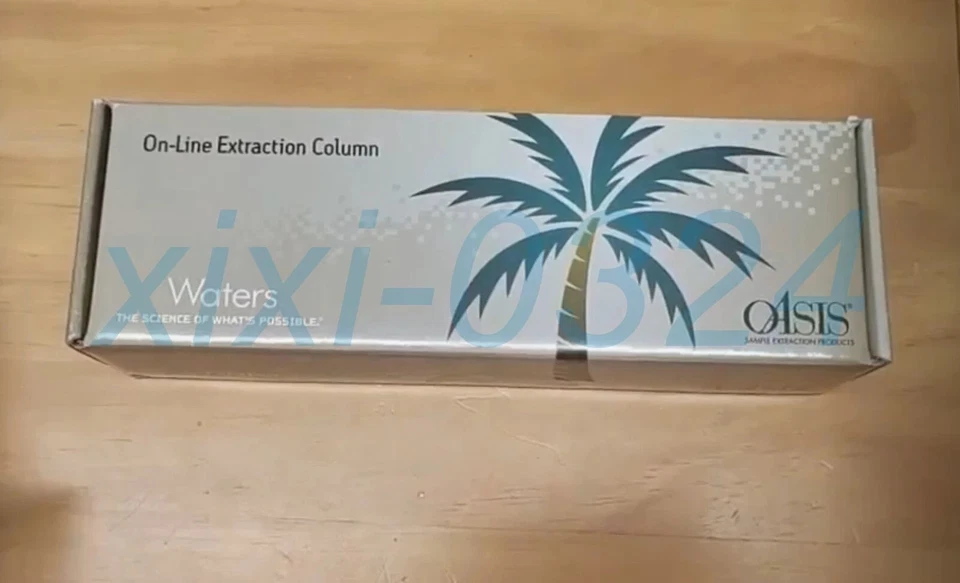 On-Line Extraction Column
xixi-0324
Waters
THE SCIENCE OF WHAT'S POSSIBLE.®
OASIS®
SAMPLE EXTRACTION PRODUCTS